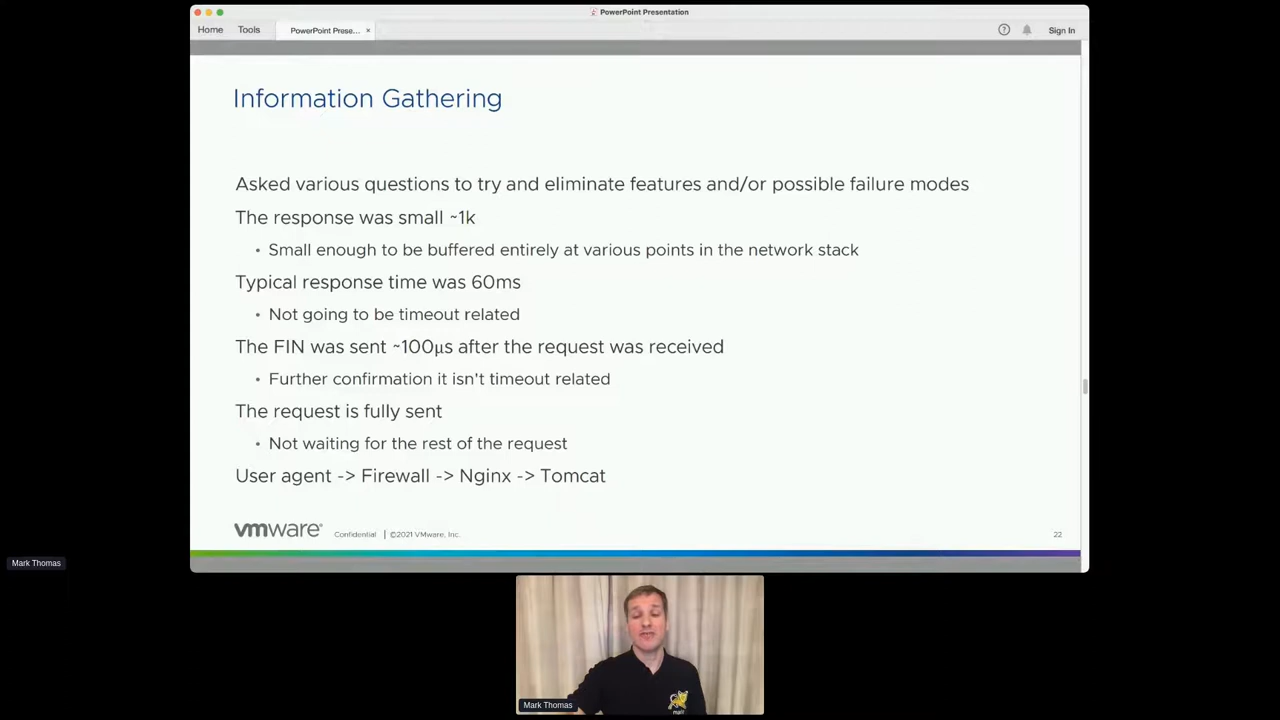 PowerPoint Presentation
Home Tools PowerPoint Prese... × Sign In
Information Gathering
Asked various questions to try and eliminate features and/or possible failure modes
The response was small ~1k
• Small enough to be buffered entirely at various points in the network stack
Typical response time was 60ms
• Not going to be timeout related
The FIN was sent ~100µs after the request was received
• Further confirmation it isn't timeout related
The request is fully sent
• Not waiting for the rest of the request
User agent -> Firewall -> Nginx -> Tomcat
vmware® Confidential | ©2021 VMware, Inc. 22
Mark Thomas
Mark Thomas